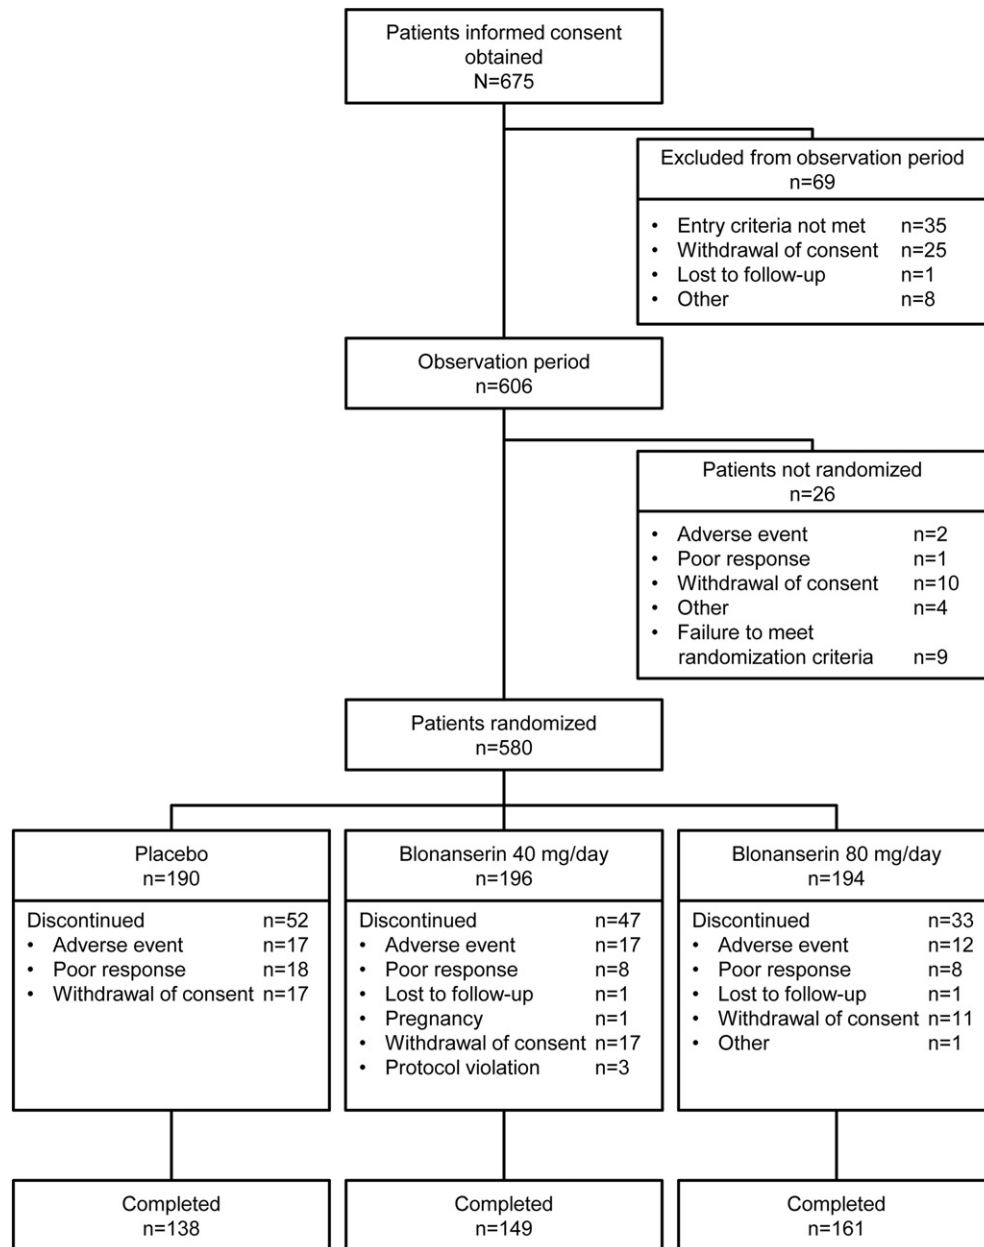 Patients informed consent
obtained
N=675
Excluded from observation period
n=69
• Entry criteria not met n=35
• Withdrawal of consent n=25
• Lost to follow-up n=1
• Other n=8
Observation period
n=606
Patients not randomized
n=26
• Adverse event n=2
• Poor response n=1
• Withdrawal of consent n=10
• Other n=4
• Failure to meet
randomization criteria n=9
Patients randomized
n=580
Placebo
n=190
Discontinued n=52
• Adverse event n=17
• Poor response n=18
• Withdrawal of consent n=17
Blonanserin 40 mg/day
n=196
Discontinued n=47
• Adverse event n=17
• Poor response n=8
• Lost to follow-up n=1
• Pregnancy n=1
• Withdrawal of consent n=17
• Protocol violation n=3
Blonanserin 80 mg/day
n=194
Discontinued n=33
• Adverse event n=12
• Poor response n=8
• Lost to follow-up n=1
• Withdrawal of consent n=11
• Other n=1
Completed
n=138
Completed
n=149
Completed
n=161